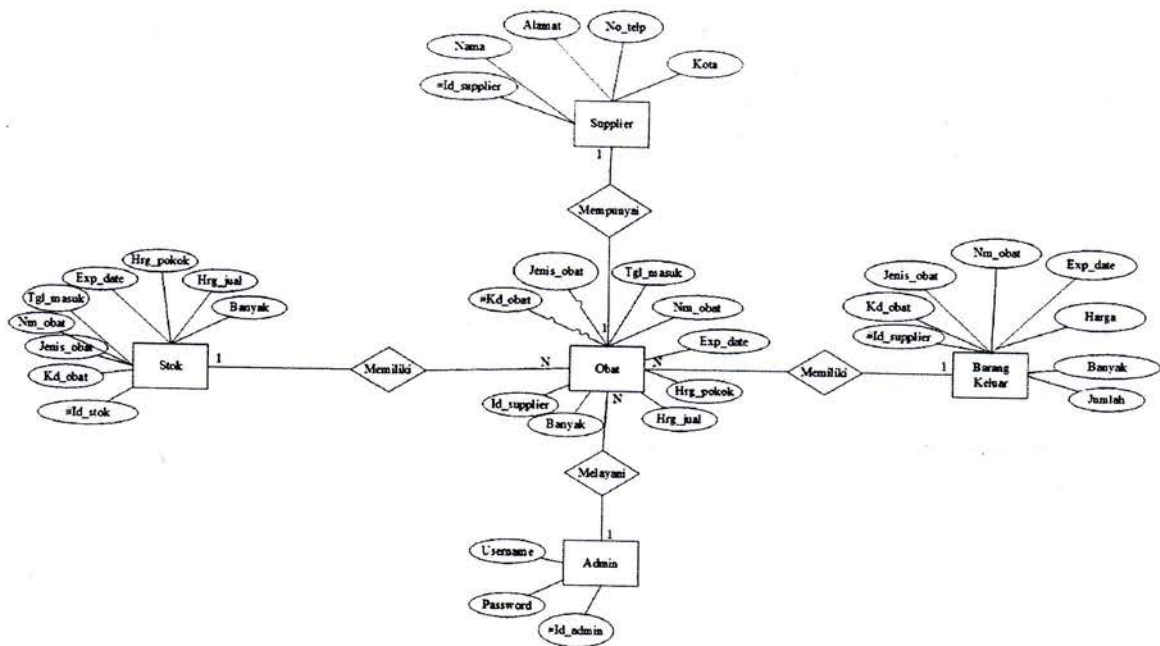 Alamat
No_telp
Nama
Kota
*Id_supplier
Supplier
1
Mempunyai
Hrg_pokok
Exp_date
Hrg_jual
Tgl_masuk
Banyak
Nm_obat
Jenis_obat
Kd_obat
*Id_stok
Stok
1
Memiliki
N
Jenis_obat
Tgl_masuk
*Kd_obat
Nm_obat
1
Exp_date
Obat
N
Id_supplier
Hrg_pokok
Banyak
N
Hrg_jual
Memiliki
1
Nm_obat
Jenis_obat
Exp_date
Kd_obat
Harga
*Id_supplier
Barang
Keluar
Banyak
Jumlah
Melayani
1
Username
Admin
Password
*Id_admin